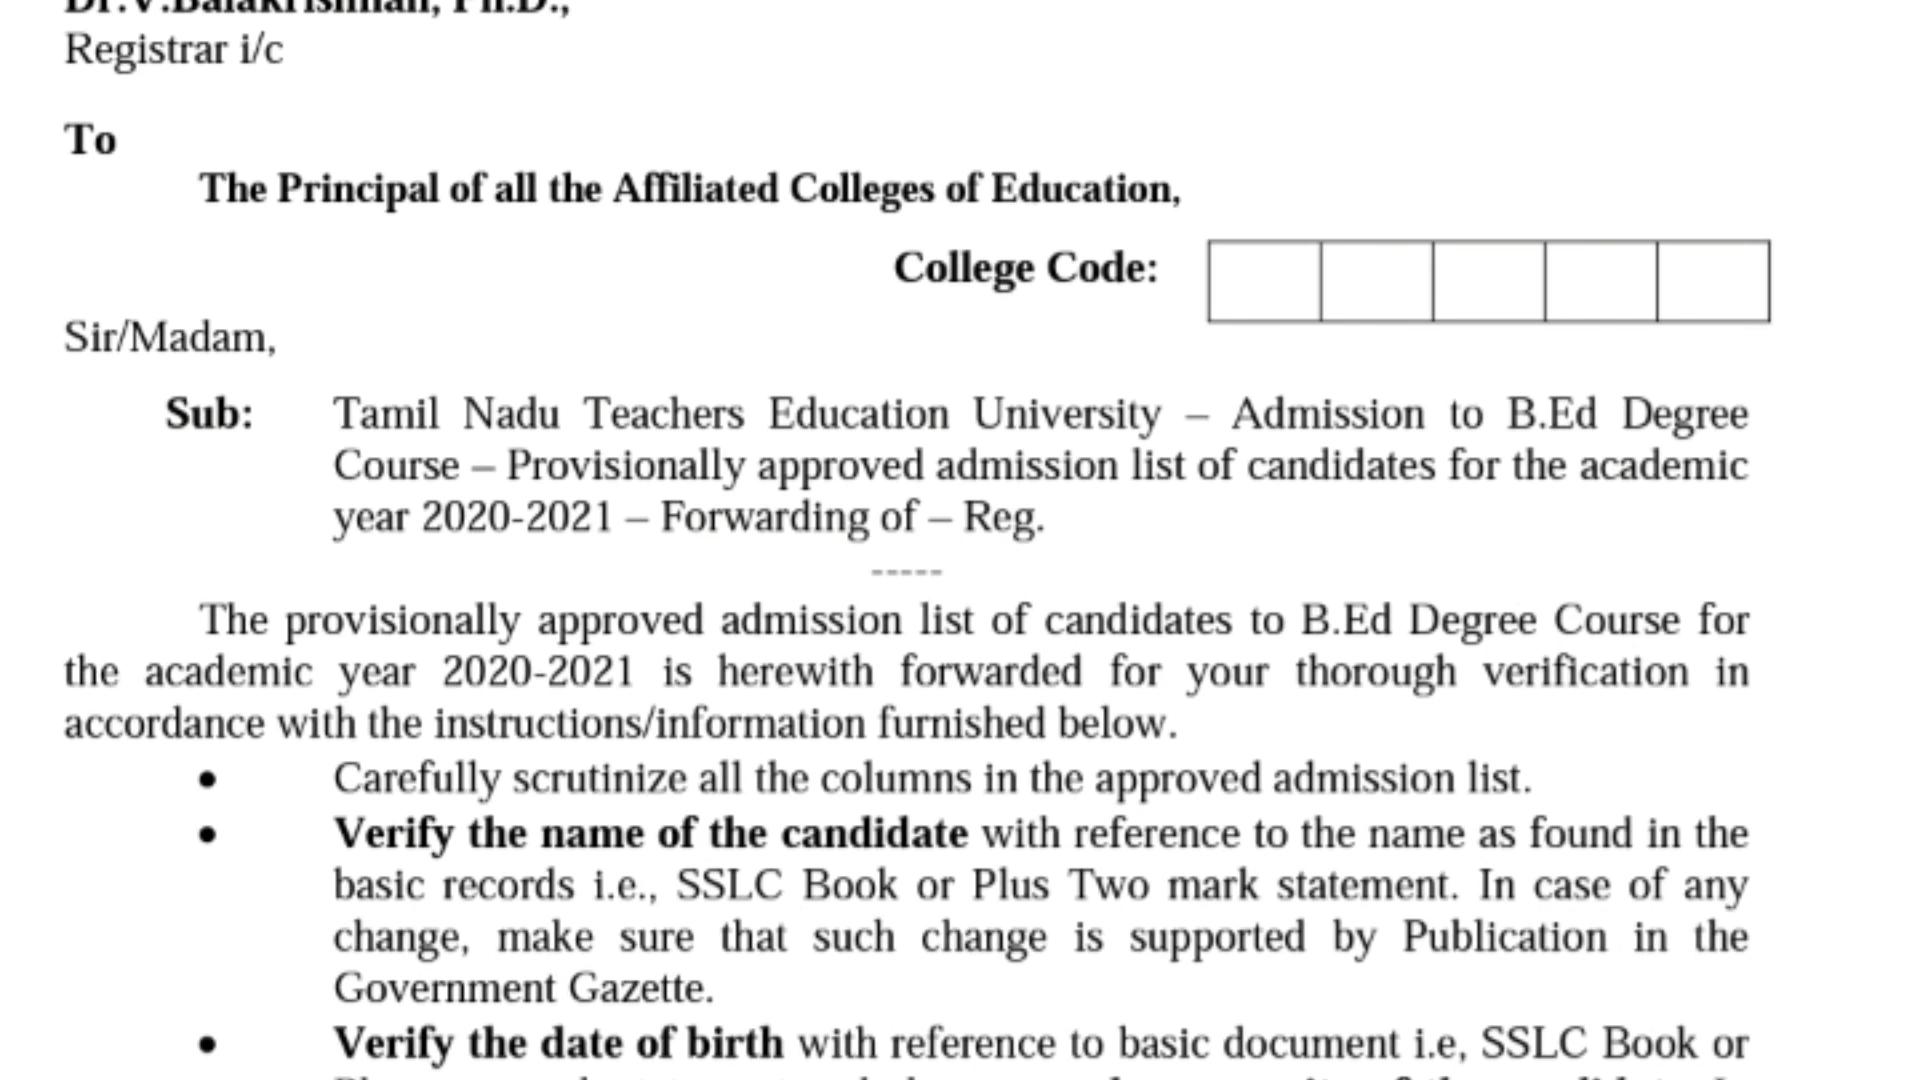 Dr.V.Balakrishnan, Ph.D.,
Registrar i/c
To
The Principal of all the Affiliated Colleges of Education,
College Code:
Sir/Madam,
Sub: Tamil Nadu Teachers Education University – Admission to B.Ed Degree
Course – Provisionally approved admission list of candidates for the academic
year 2020-2021 – Forwarding of – Reg.
-----
The provisionally approved admission list of candidates to B.Ed Degree Course for
the academic year 2020-2021 is herewith forwarded for your thorough verification in
accordance with the instructions/information furnished below.
• Carefully scrutinize all the columns in the approved admission list.
• Verify the name of the candidate with reference to the name as found in the
basic records i.e., SSLC Book or Plus Two mark statement. In case of any
change, make sure that such change is supported by Publication in the
Government Gazette.
• Verify the date of birth with reference to basic document i.e, SSLC Book or